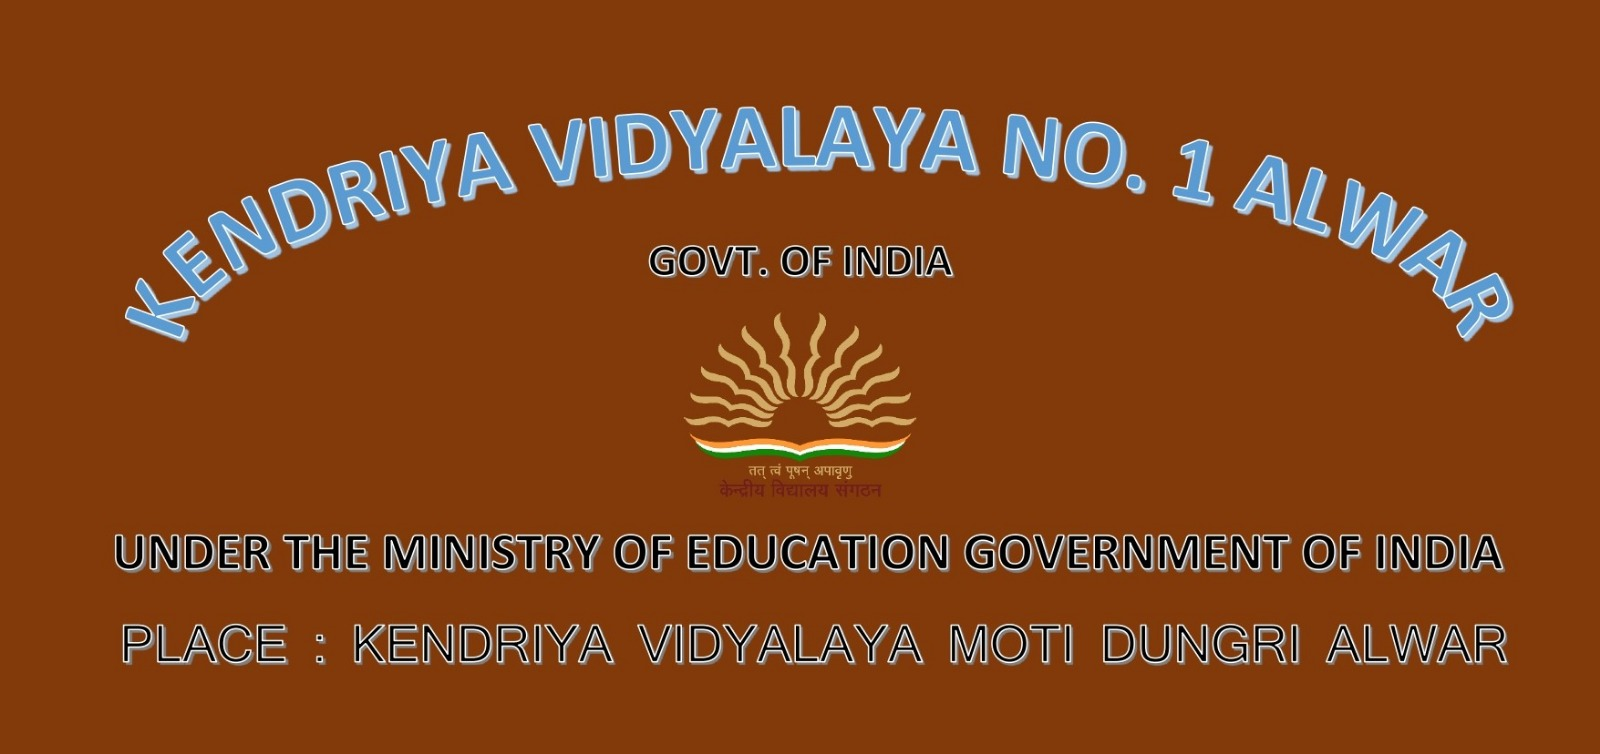 KENDRIYA VIDYALAYA NO. 1 ALWAR
GOVT. OF INDIA
तत् त्वं पूषन् अपावृणु
केन्द्रीय विद्यालय संगठन
UNDER THE MINISTRY OF EDUCATION GOVERNMENT OF INDIA
PLACE : KENDRIYA VIDYALAYA MOTI DUNGRI ALWAR